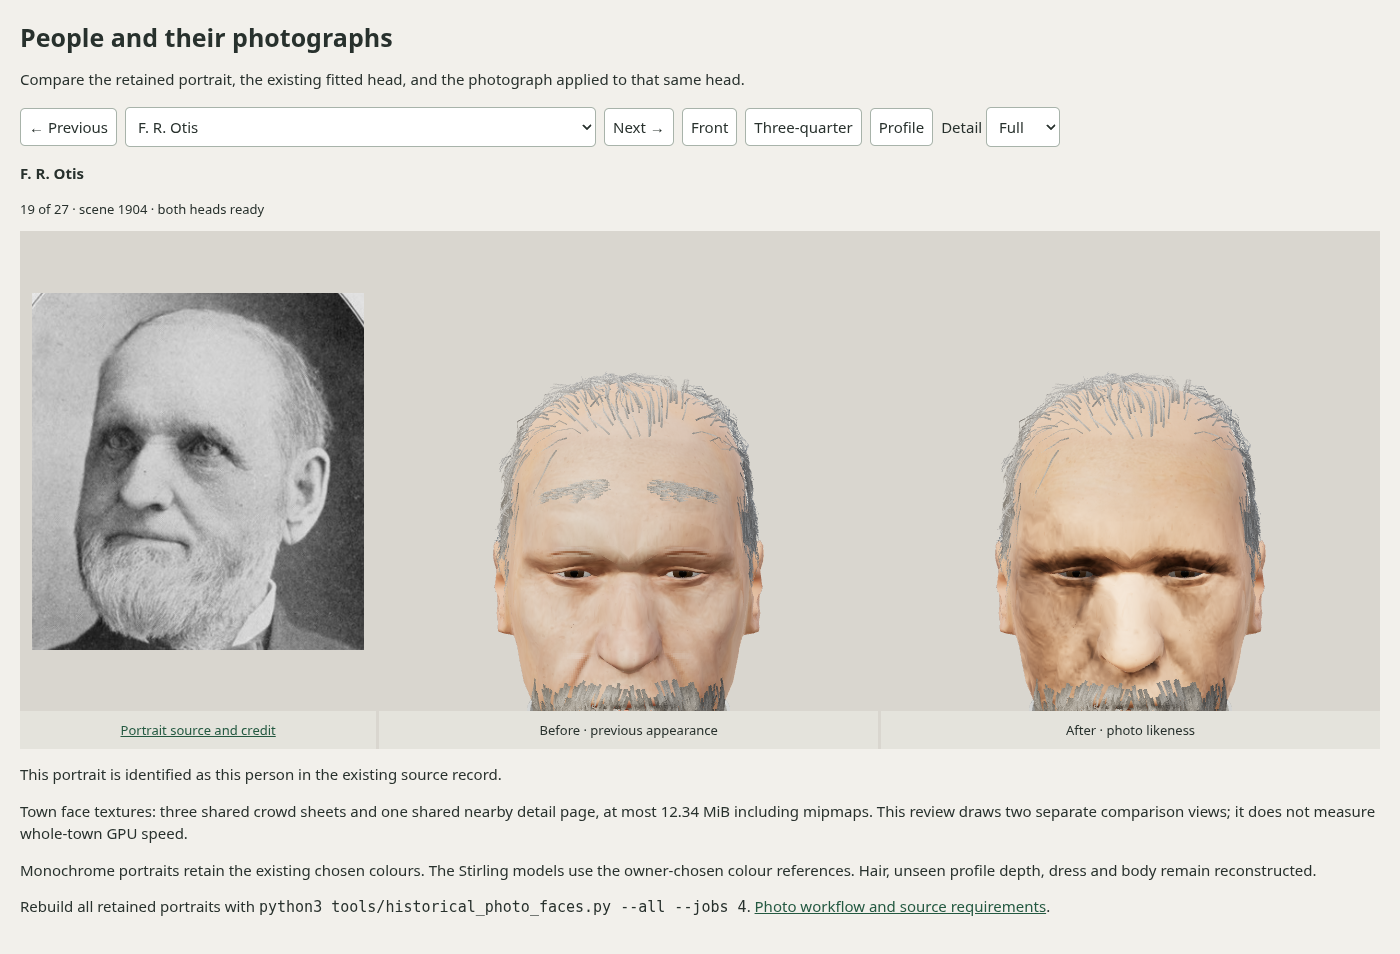 People and their photographs
Compare the retained portrait, the existing fitted head, and the photograph applied to that same head.
← Previous F. R. Otis Next → Front Three-quarter Profile Detail Full
F. R. Otis
19 of 27 · scene 1904 · both heads ready
Portrait source and credit Before · previous appearance After · photo likeness
This portrait is identified as this person in the existing source record.
Town face textures: three shared crowd sheets and one shared nearby detail page, at most 12.34 MiB including mipmaps. This review draws two separate comparison views; it does not measure
whole-town GPU speed.
Monochrome portraits retain the existing chosen colours. The Stirling models use the owner-chosen colour references. Hair, unseen profile depth, dress and body remain reconstructed.
Rebuild all retained portraits with python3 tools/historical_photo_faces.py --all --jobs 4. Photo workflow and source requirements.